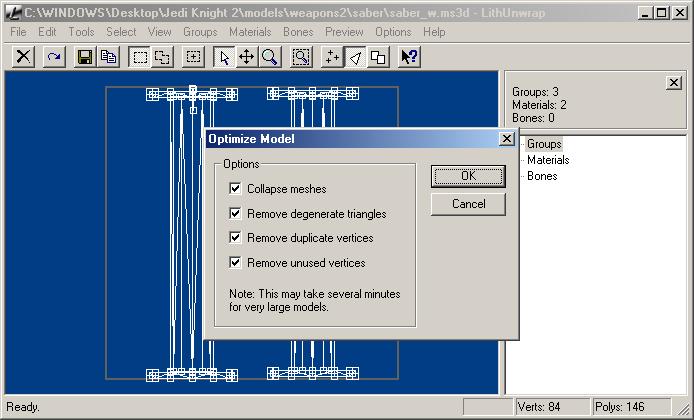 C:\WINDOWS\Desktop\Jedi Knight 2\models\weapons2\saber\saber_w.ms3d - LithUnwrap
File Edit Tools Select View Groups Materials Bones Preview Options Help
Groups: 3
Materials: 2
Bones: 0
Groups
Materials
Bones
Optimize Model
Options
Collapse meshes
Remove degenerate triangles
Remove duplicate vertices
Remove unused vertices
Note: This may take several minutes
for very large models.
OK
Cancel
Ready.
Verts: 84
Polys: 146